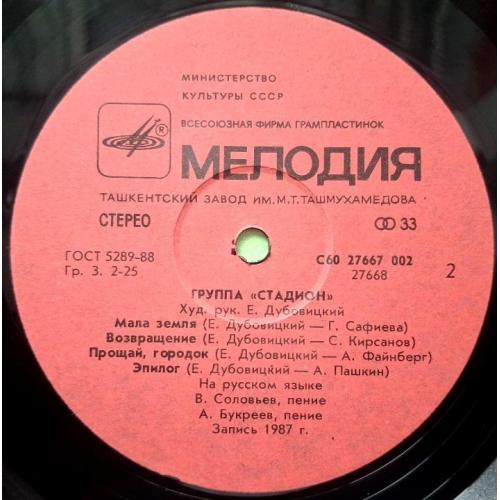 МИНИСТЕРСТВО
КУЛЬТУРЫ СССР
ВСЕСОЮЗНАЯ ФИРМА ГРАМПЛАСТИНОК
®
МЕЛОДИЯ
ТАШКЕНТСКИЙ ЗАВОД ИМ.М.Т.ТАШМУХАМЕДОВА
СТЕРЕО
33
ГОСТ 5289-88
С60 27667 002
Гр. 3. 2-25
27668
2
ГРУППА «СТАДИОН»
Худ. рук. Е. Дубовицкий
Мала земля (Е. Дубовицкий — Г. Сафиева)
Возвращение (Е. Дубовицкий — С. Кирсанов)
Прощай, городок (Е. Дубовицкий — А. Файнберг)
Эпилог (Е. Дубовицкий — А. Пашкин)
На русском языке
В. Соловьев, пение
А. Букреев, пение
Запись 1987 г.